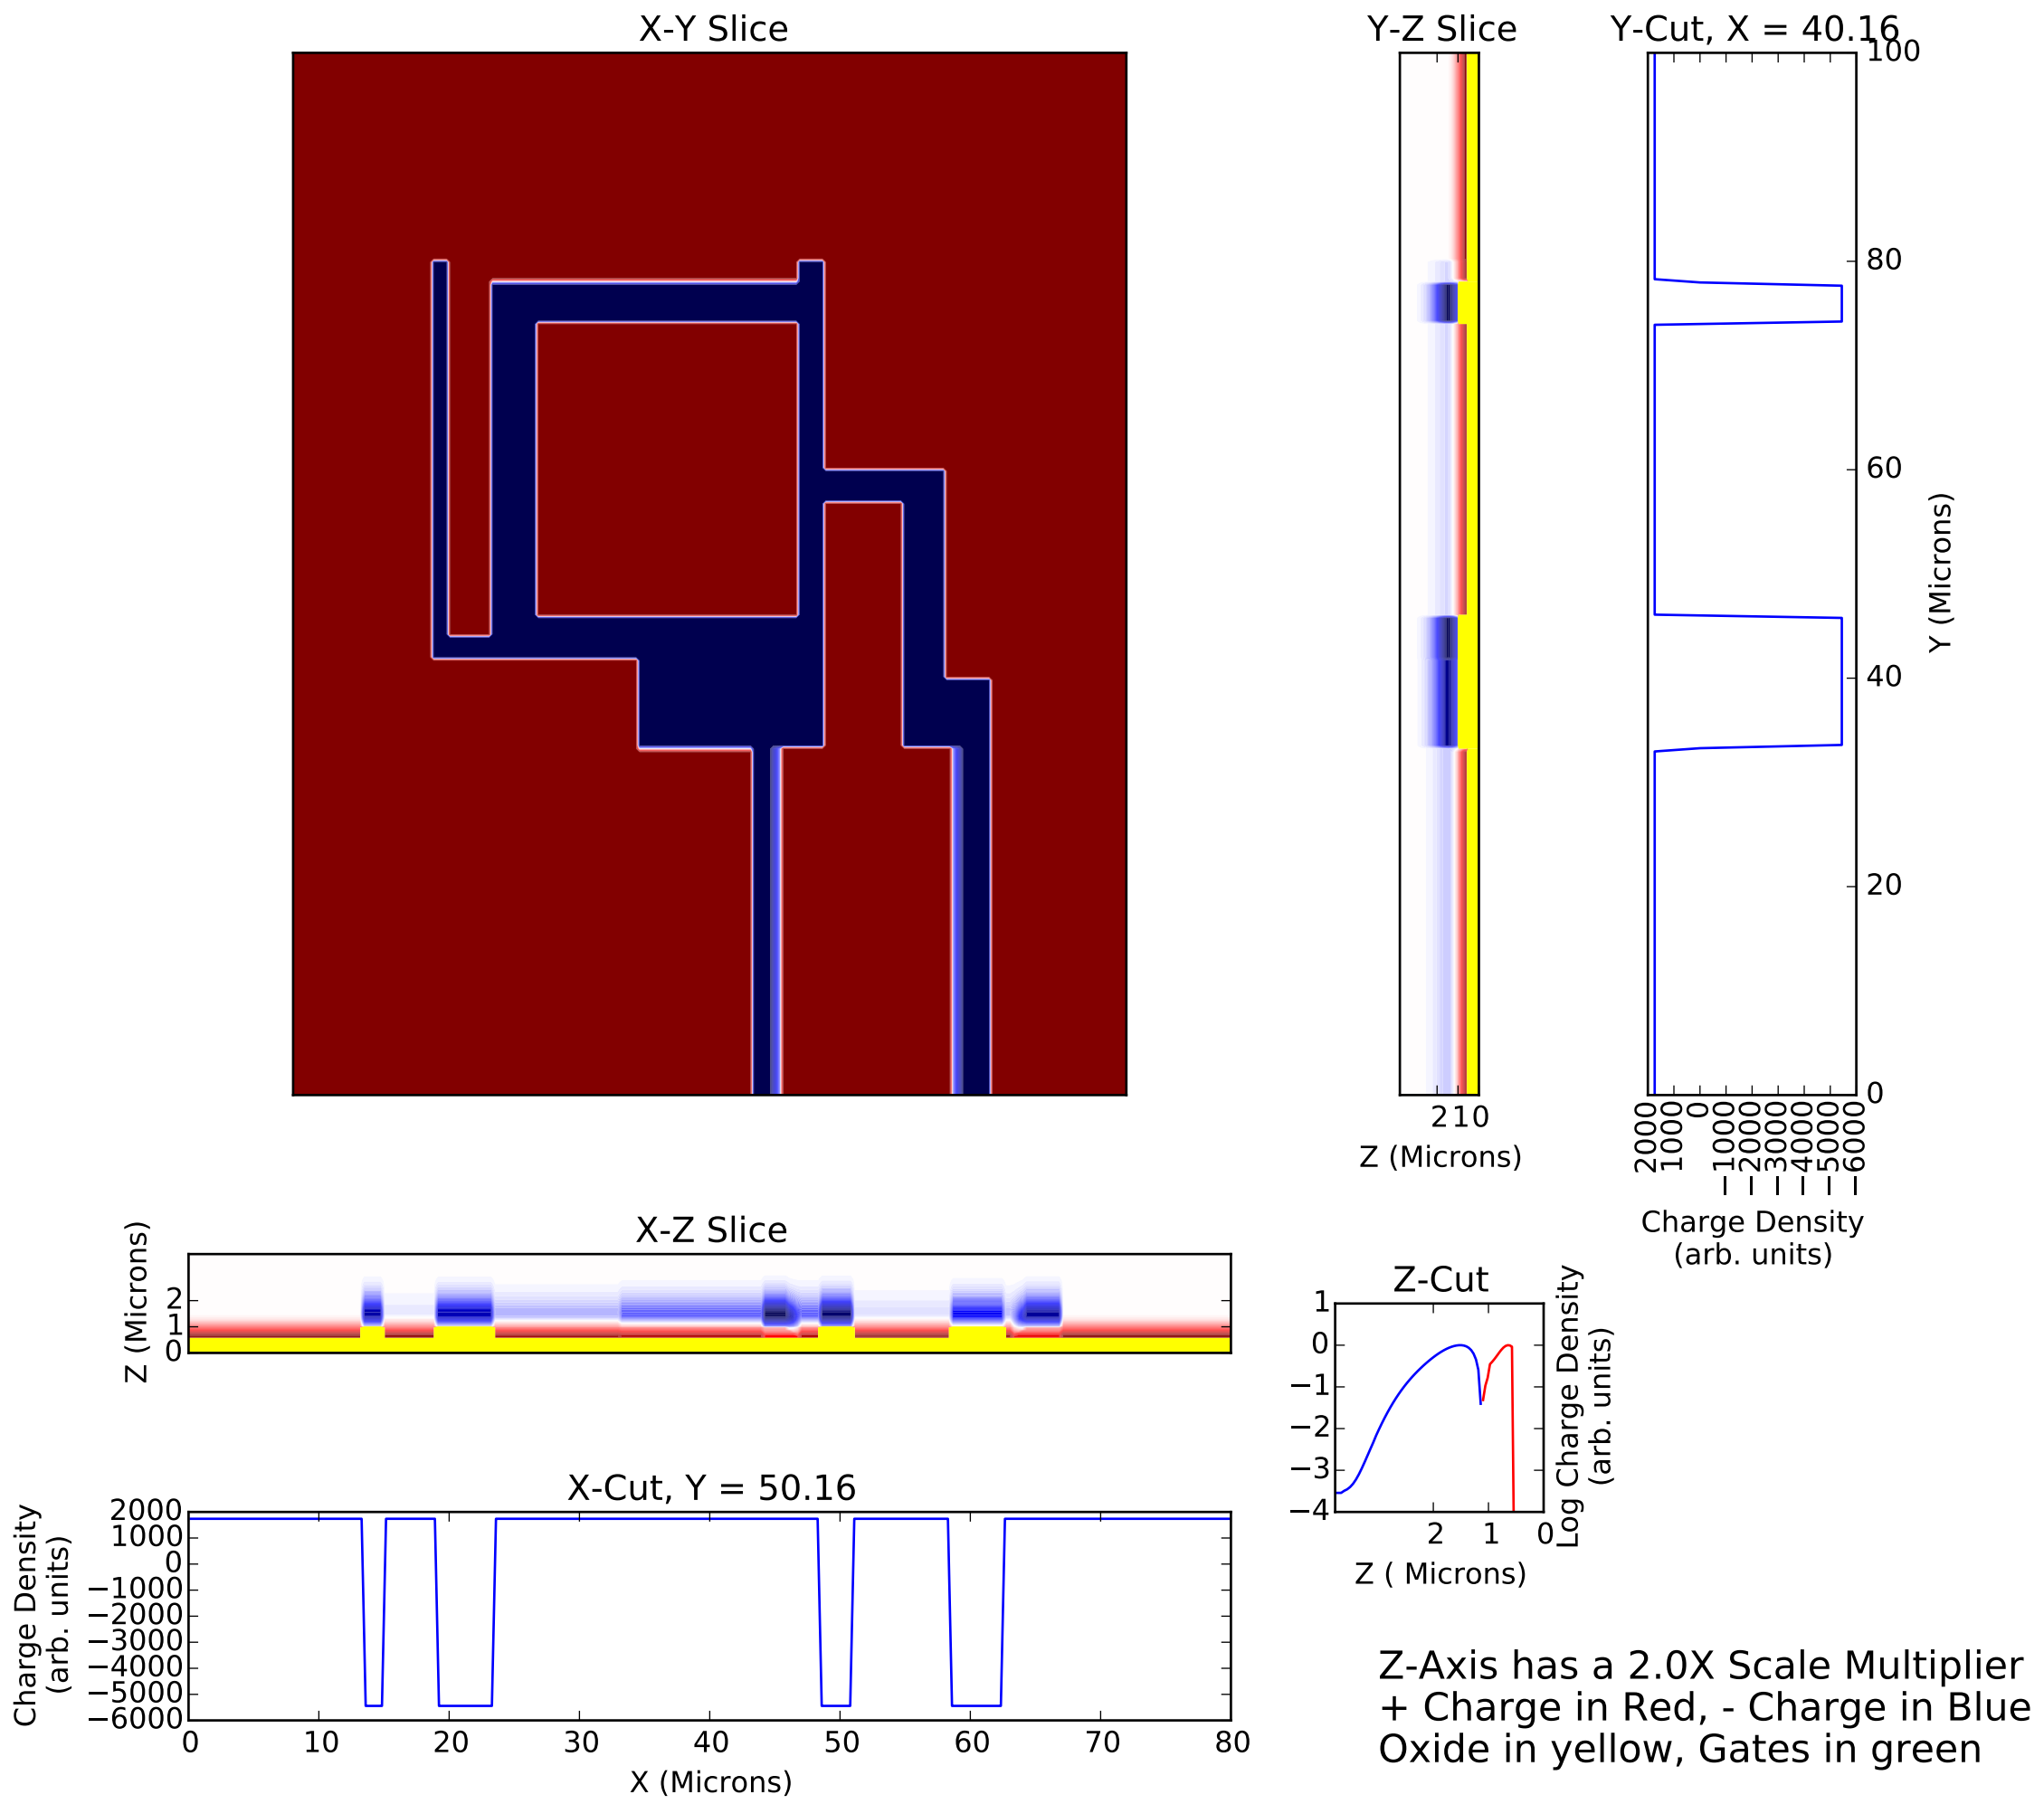 X-Y Slice
Y-Z Slice
Y-Cut, X = 40.16
100
80
60
40
20
0
Y (Microns)
2 1 0
Z (Microns)
2000
1000
0
−1000
−2000
−3000
−4000
−5000
−6000
Charge Density
(arb. units)
X-Z Slice
Z (Microns)
2
1
0
Z-Cut
1
0
−1
−2
−3
−4
2 1 0
Z ( Microns)
Log Charge Density
(arb. units)
X-Cut, Y = 50.16
Charge Density
(arb. units)
2000
1000
0
−1000
−2000
−3000
−4000
−5000
−6000
0 10 20 30 40 50 60 70 80
X (Microns)
Z-Axis has a 2.0X Scale Multiplier
+ Charge in Red, - Charge in Blue
Oxide in yellow, Gates in green